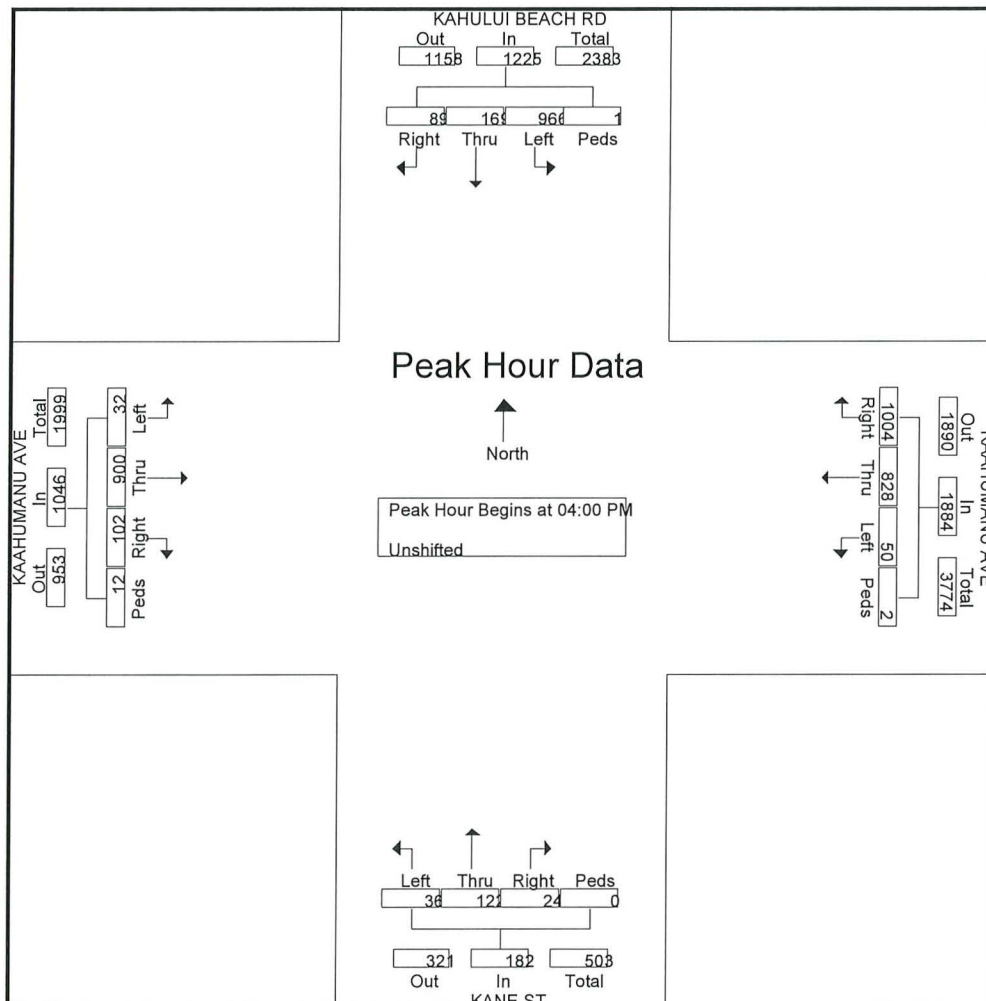 KAHULUI BEACH RD
Out In Total
1158 1225 2383
89 169 966 1
Right Thru Left Peds
Peak Hour Data
North
Peak Hour Begins at 04:00 PM
Unshifted
KAAHUMANU AVE
Out In Total
953 1046 1999
12 102 900 32
Peds Right Thru Left
Right Thru Left Peds
1004 828 50 2
1890 1884 3774
Out In Total
KAAHUMANU AVE
Left Thru Right Peds
36 122 24 0
321 182 503
Out In Total
KANE ST